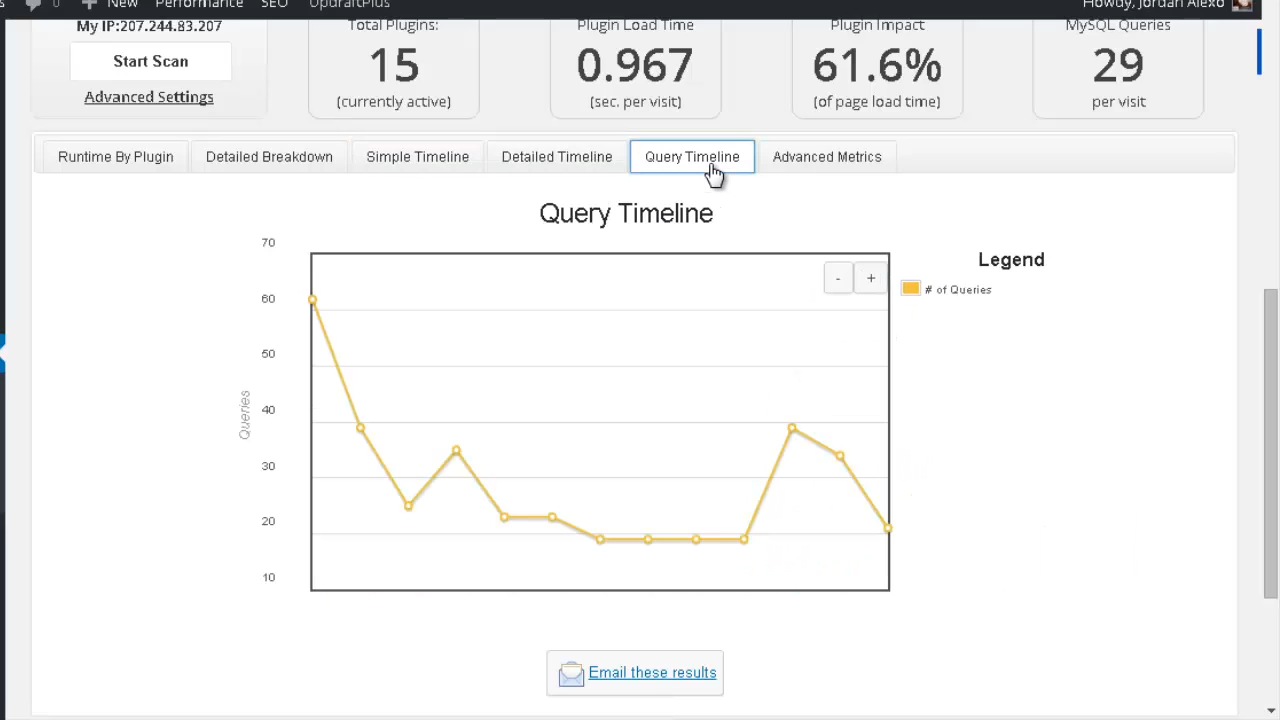 0 New Performance SEO UpdraftPlus Howdy, Jordan Alexo
My IP:207.244.83.207
Start Scan
Advanced Settings
Total Plugins:
15
(currently active)
Plugin Load Time
0.967
(sec. per visit)
Plugin Impact
61.6%
(of page load time)
MySQL Queries
29
per visit
Runtime By Plugin Detailed Breakdown Simple Timeline Detailed Timeline Query Timeline Advanced Metrics
Query Timeline
70
60
50
40
30
20
10
Queries
- +
Legend
# of Queries
Email these results